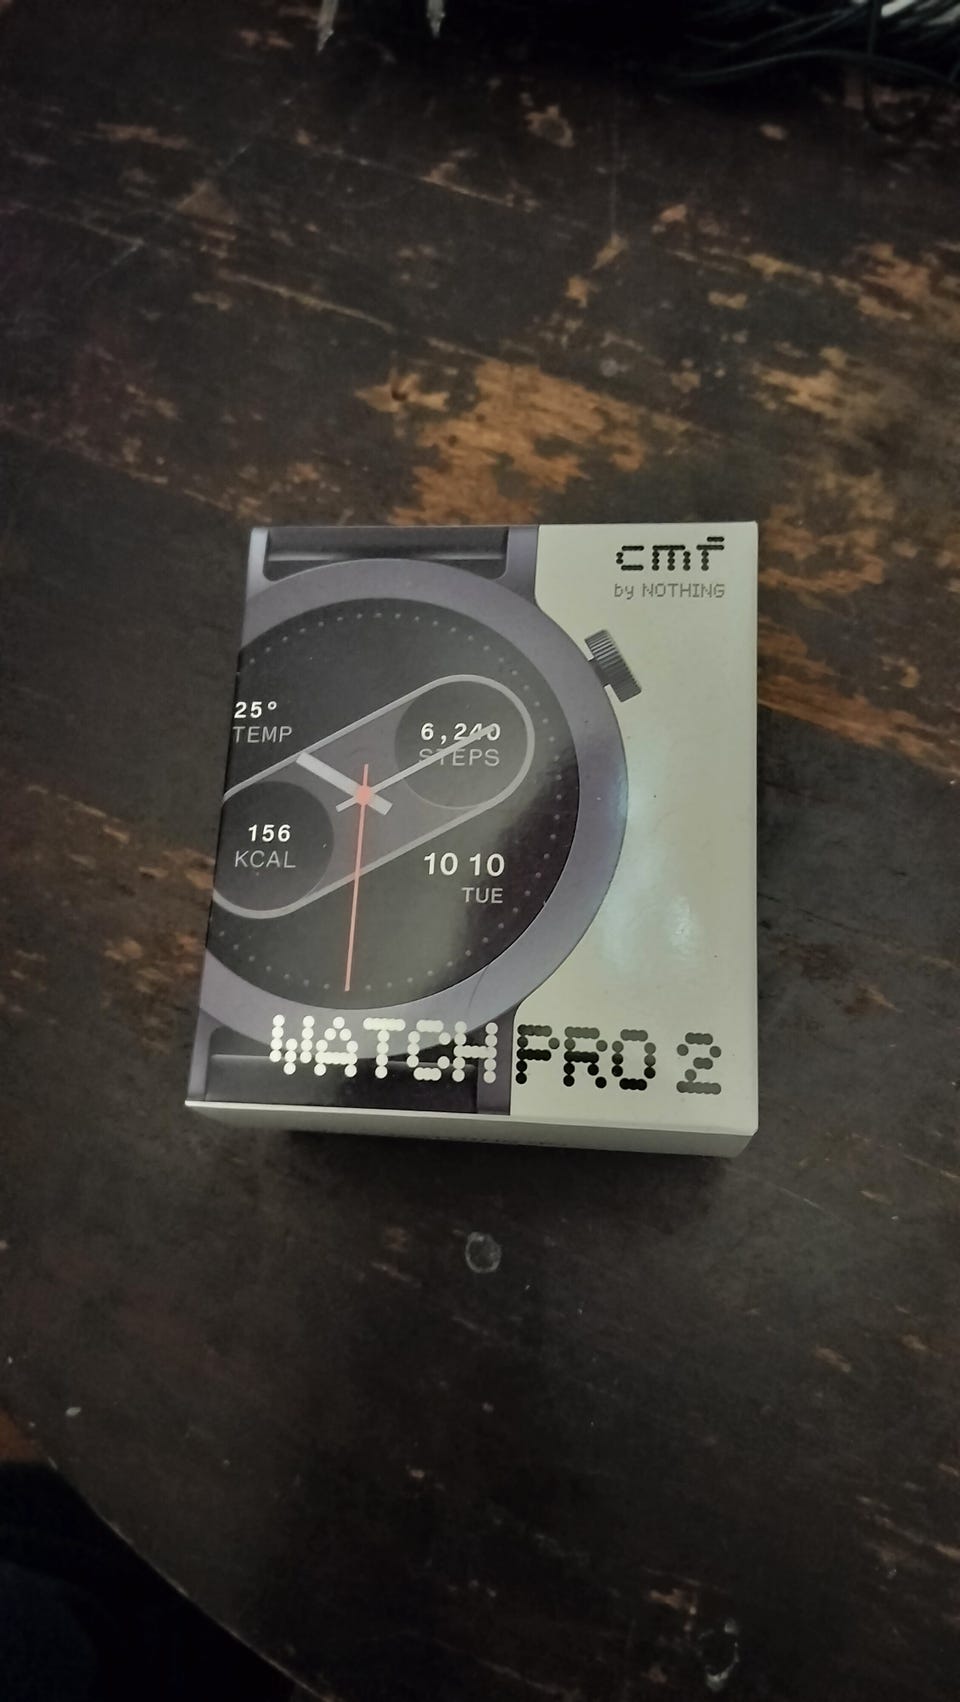 cmf
by NOTHING
25°
TEMP
6,240
STEPS
156
KCAL
10 10
TUE
WATCH PRO 2